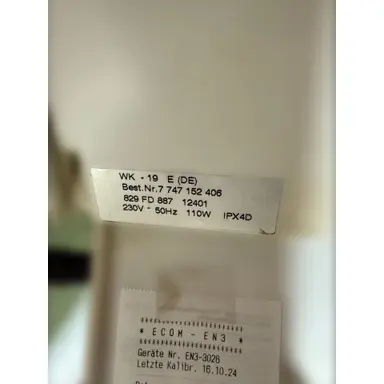 WK - 19 E (DE)
Best.Nr.7 747 152 406
829 FD 887 12401
230V ~ 50Hz 110W IPX4D
********************
* ECOM - EN3 *
********************
Geräte Nr. EN3-3026
Letzte Kalibr. 16.10.24